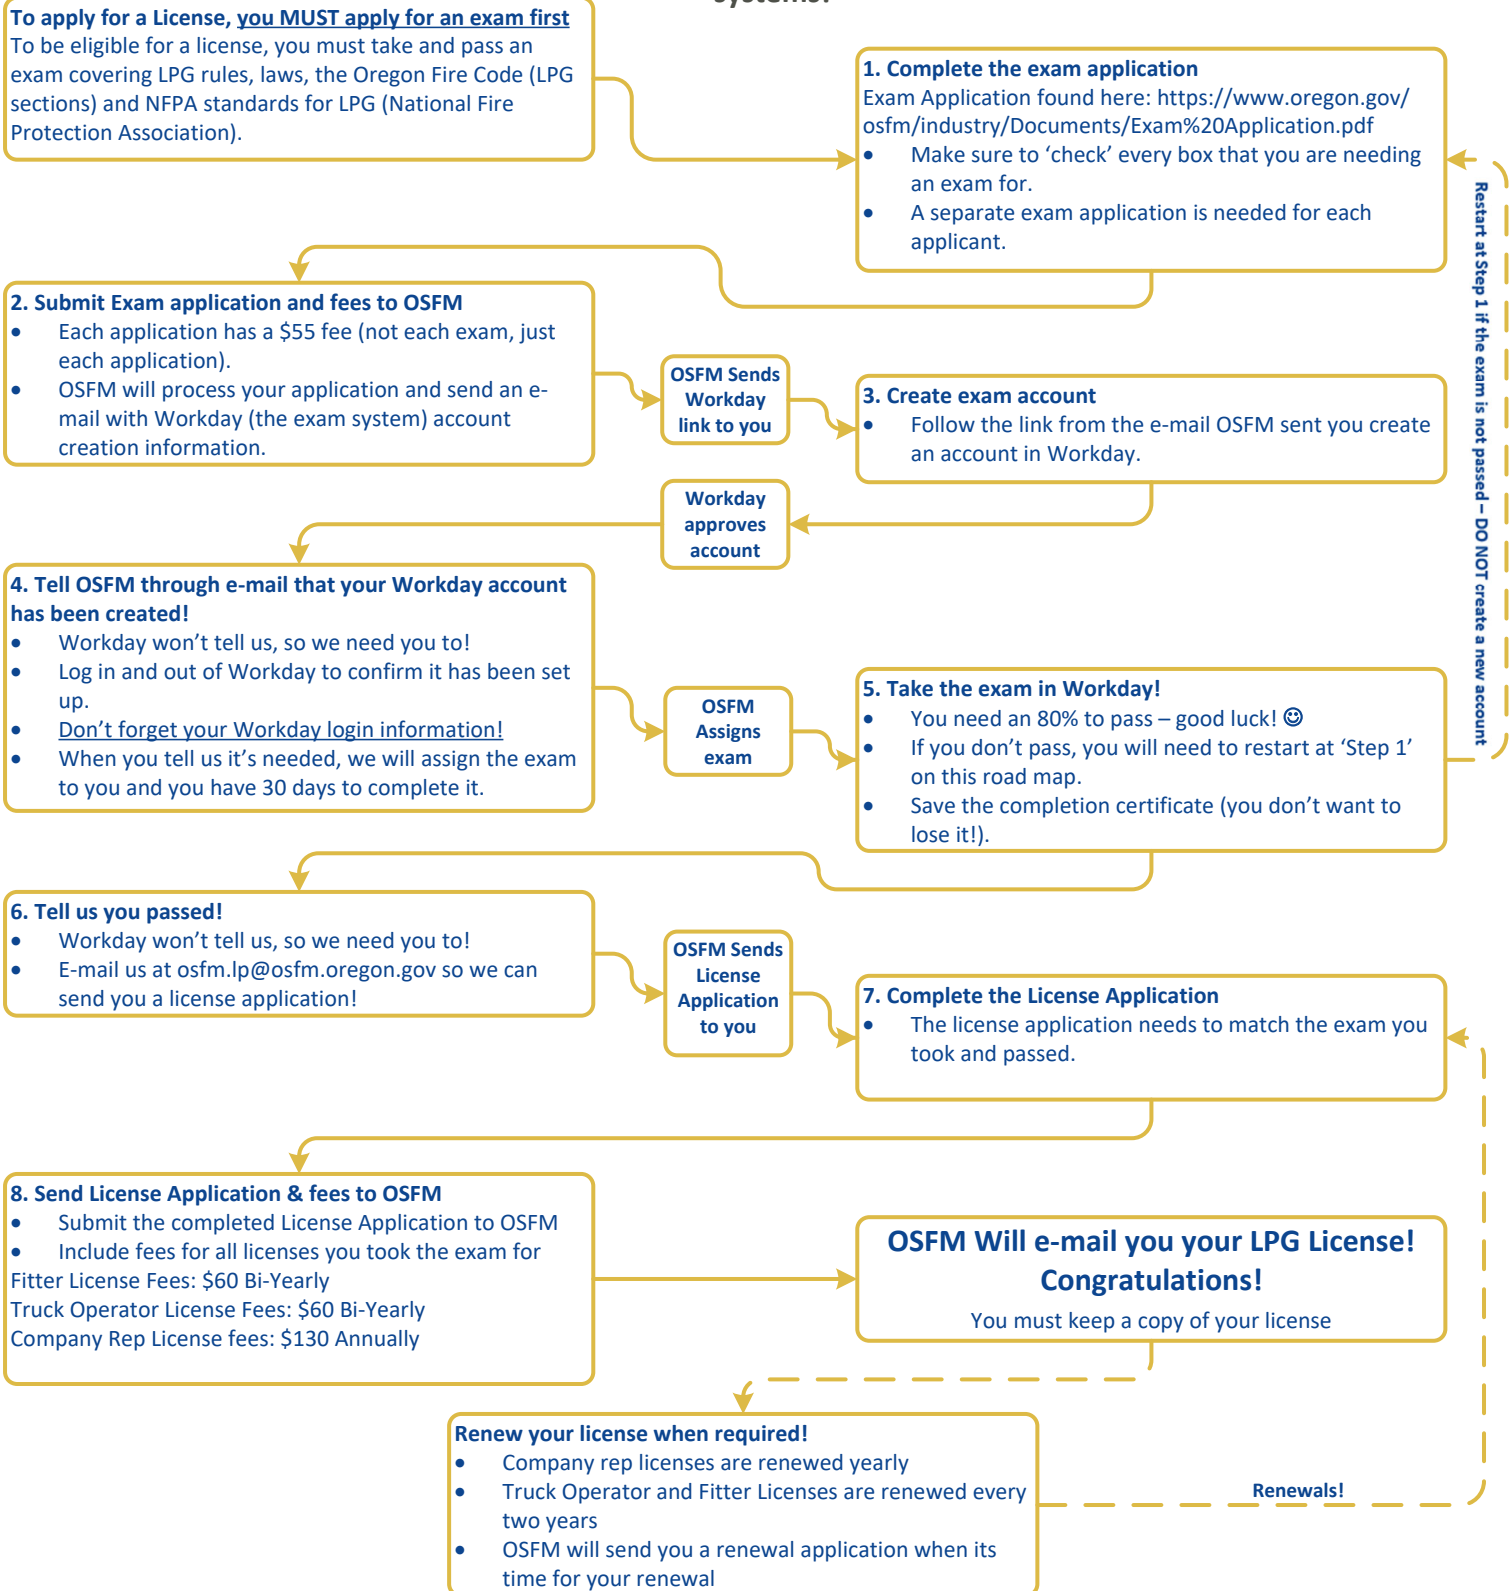 systems.
To apply for a License, you MUST apply for an exam first
To be eligible for a license, you must take and pass an
exam covering LPG rules, laws, the Oregon Fire Code (LPG
sections) and NFPA standards for LPG (National Fire
Protection Association).
1. Complete the exam application
Exam Application found here: https://www.oregon.gov/
osfm/industry/Documents/Exam%20Application.pdf
• Make sure to ‘check’ every box that you are needing
an exam for.
• A separate exam application is needed for each
applicant.
Restart at Step 1 if the exam is not passed – DO NOT create a new account
2. Submit Exam application and fees to OSFM
• Each application has a $55 fee (not each exam, just
each application).
• OSFM will process your application and send an e-
mail with Workday (the exam system) account
creation information.
OSFM Sends
Workday
link to you
3. Create exam account
• Follow the link from the e-mail OSFM sent you create
an account in Workday.
Workday
approves
account
4. Tell OSFM through e-mail that your Workday account
has been created!
• Workday won’t tell us, so we need you to!
• Log in and out of Workday to confirm it has been set
up.
• Don’t forget your Workday login information!
• When you tell us it’s needed, we will assign the exam
to you and you have 30 days to complete it.
OSFM
Assigns
exam
5. Take the exam in Workday!
• You need an 80% to pass – good luck! ☺
• If you don’t pass, you will need to restart at ‘Step 1’
on this road map.
• Save the completion certificate (you don’t want to
lose it!).
6. Tell us you passed!
• Workday won’t tell us, so we need you to!
• E-mail us at osfm.lp@osfm.oregon.gov so we can
send you a license application!
OSFM Sends
License
Application
to you
7. Complete the License Application
• The license application needs to match the exam you
took and passed.
8. Send License Application & fees to OSFM
• Submit the completed License Application to OSFM
• Include fees for all licenses you took the exam for
Fitter License Fees: $60 Bi-Yearly
Truck Operator License Fees: $60 Bi-Yearly
Company Rep License fees: $130 Annually
OSFM Will e-mail you your LPG License!
Congratulations!
You must keep a copy of your license
Renew your license when required!
• Company rep licenses are renewed yearly
• Truck Operator and Fitter Licenses are renewed every
two years
• OSFM will send you a renewal application when its
time for your renewal
Renewals!